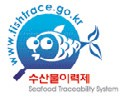 www.fishtrace.go.kr
수산물이력제
Seafood Traceability System